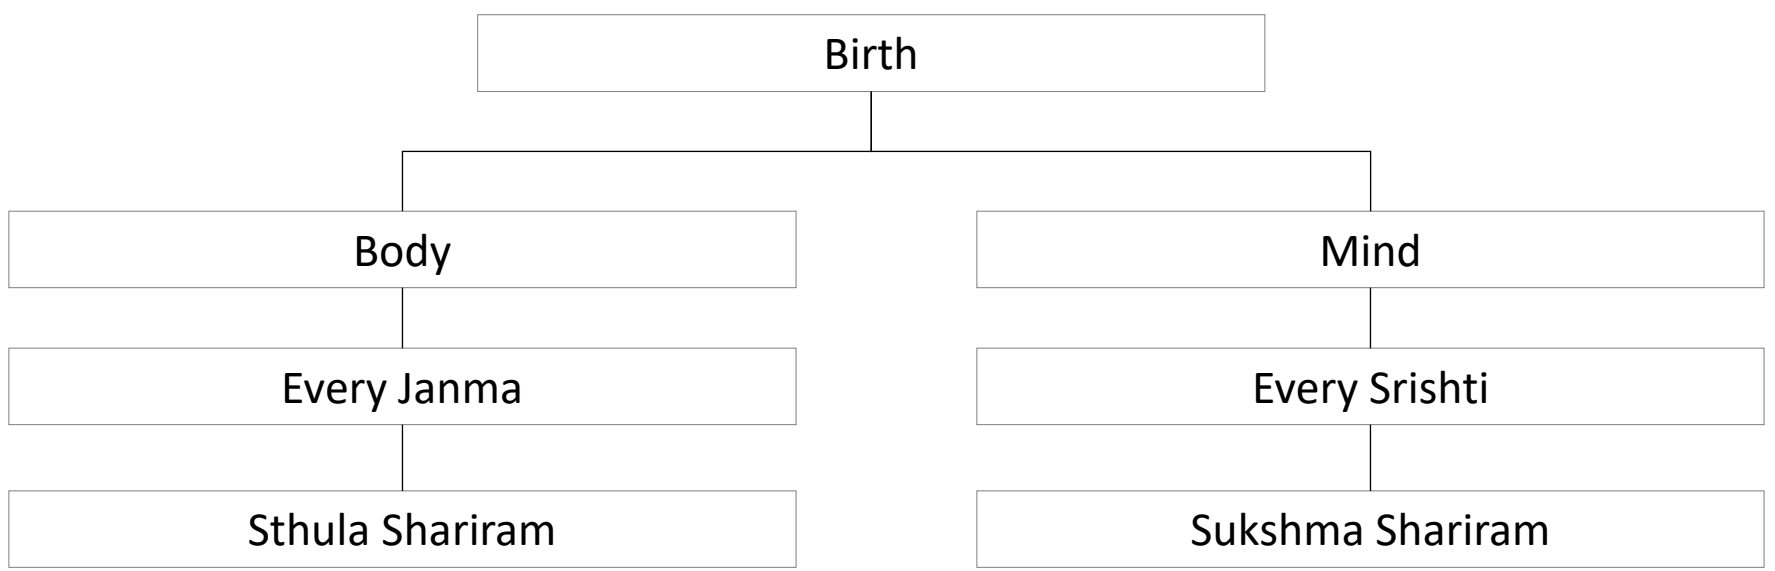 Birth
Body
Mind
Every Janma
Every Srishti
Sthula Shariram
Sukshma Shariram